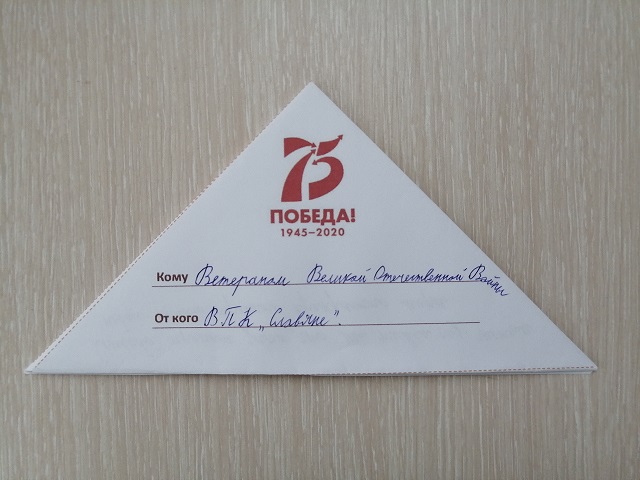 75
ПОБЕДА!
1945–2020
Кому Ветеранам Великой Отечественной Войны
От кого ВПК „Славяне".